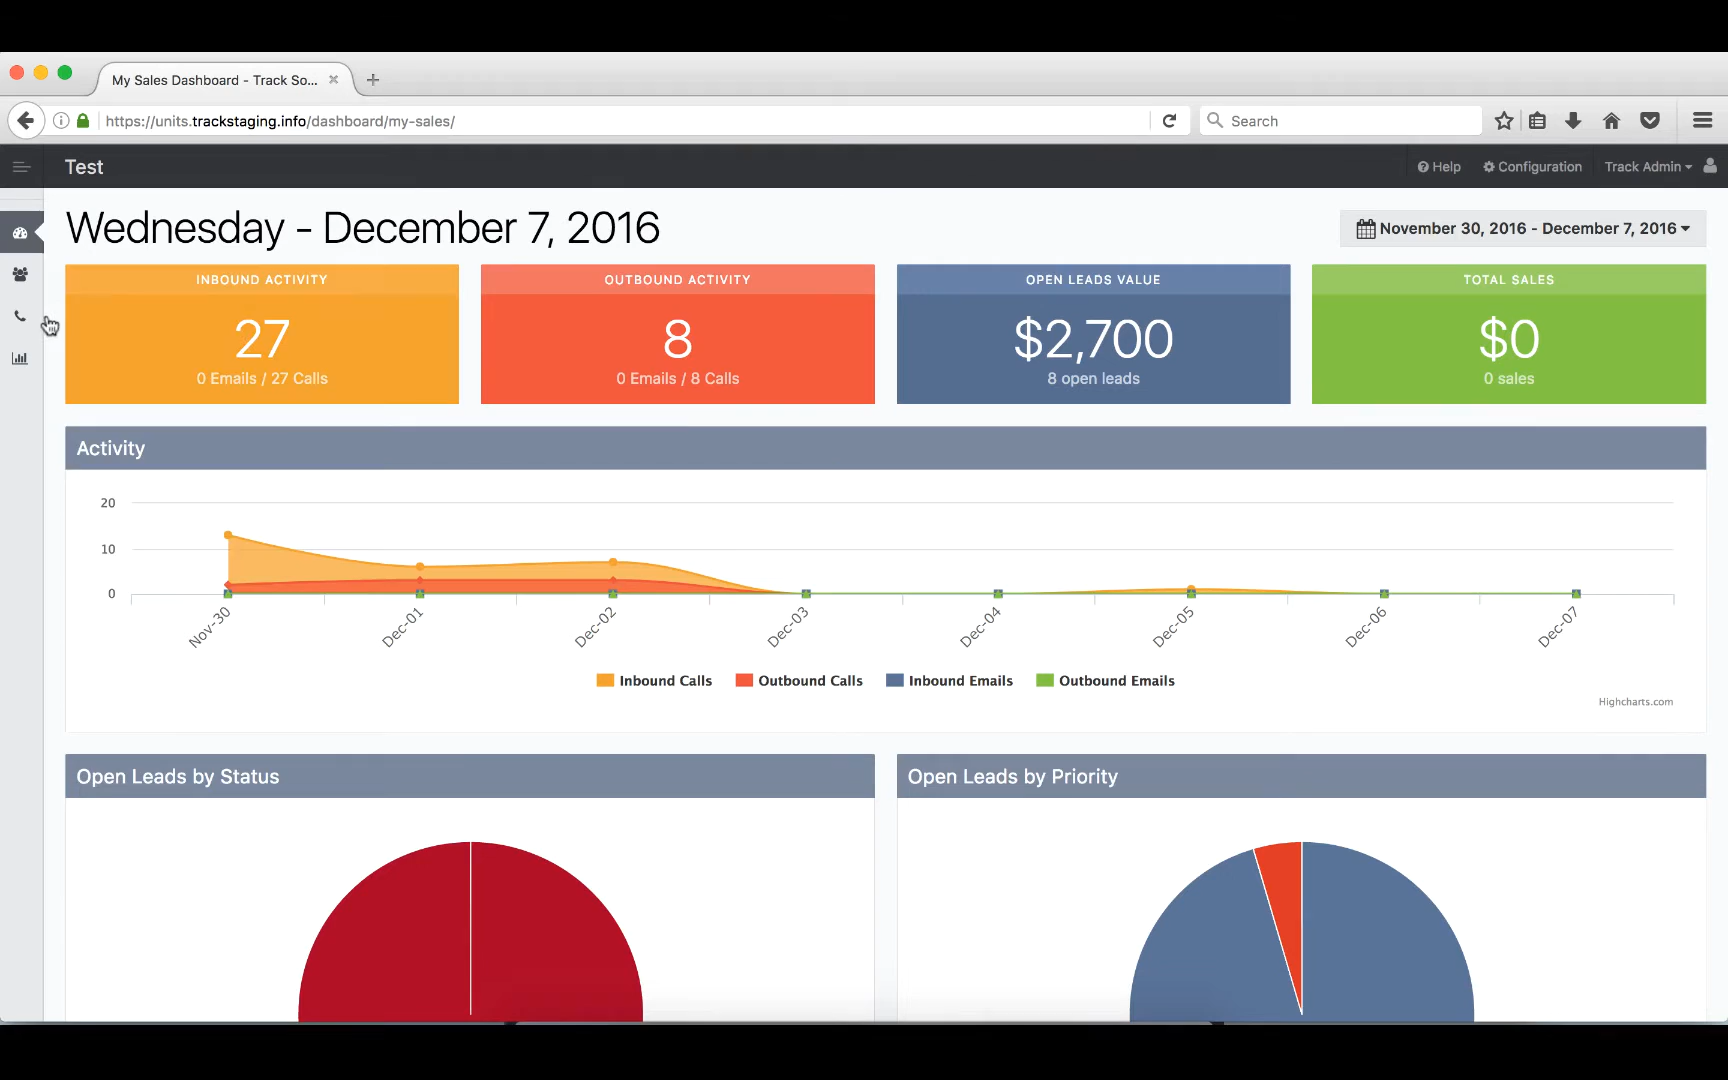 My Sales Dashboard - Track So...
https://units.trackstaging.info/dashboard/my-sales/
Search
Test
Help
Configuration
Track Admin
Wednesday - December 7, 2016
November 30, 2016 - December 7, 2016
INBOUND ACTIVITY
27
0 Emails / 27 Calls
OUTBOUND ACTIVITY
8
0 Emails / 8 Calls
OPEN LEADS VALUE
$2,700
8 open leads
TOTAL SALES
$0
0 sales
Activity
20
10
0
Nov-30
Dec-01
Dec-02
Dec-03
Dec-04
Dec-05
Dec-06
Dec-07
Inbound Calls
Outbound Calls
Inbound Emails
Outbound Emails
Highcharts.com
Open Leads by Status
Open Leads by Priority